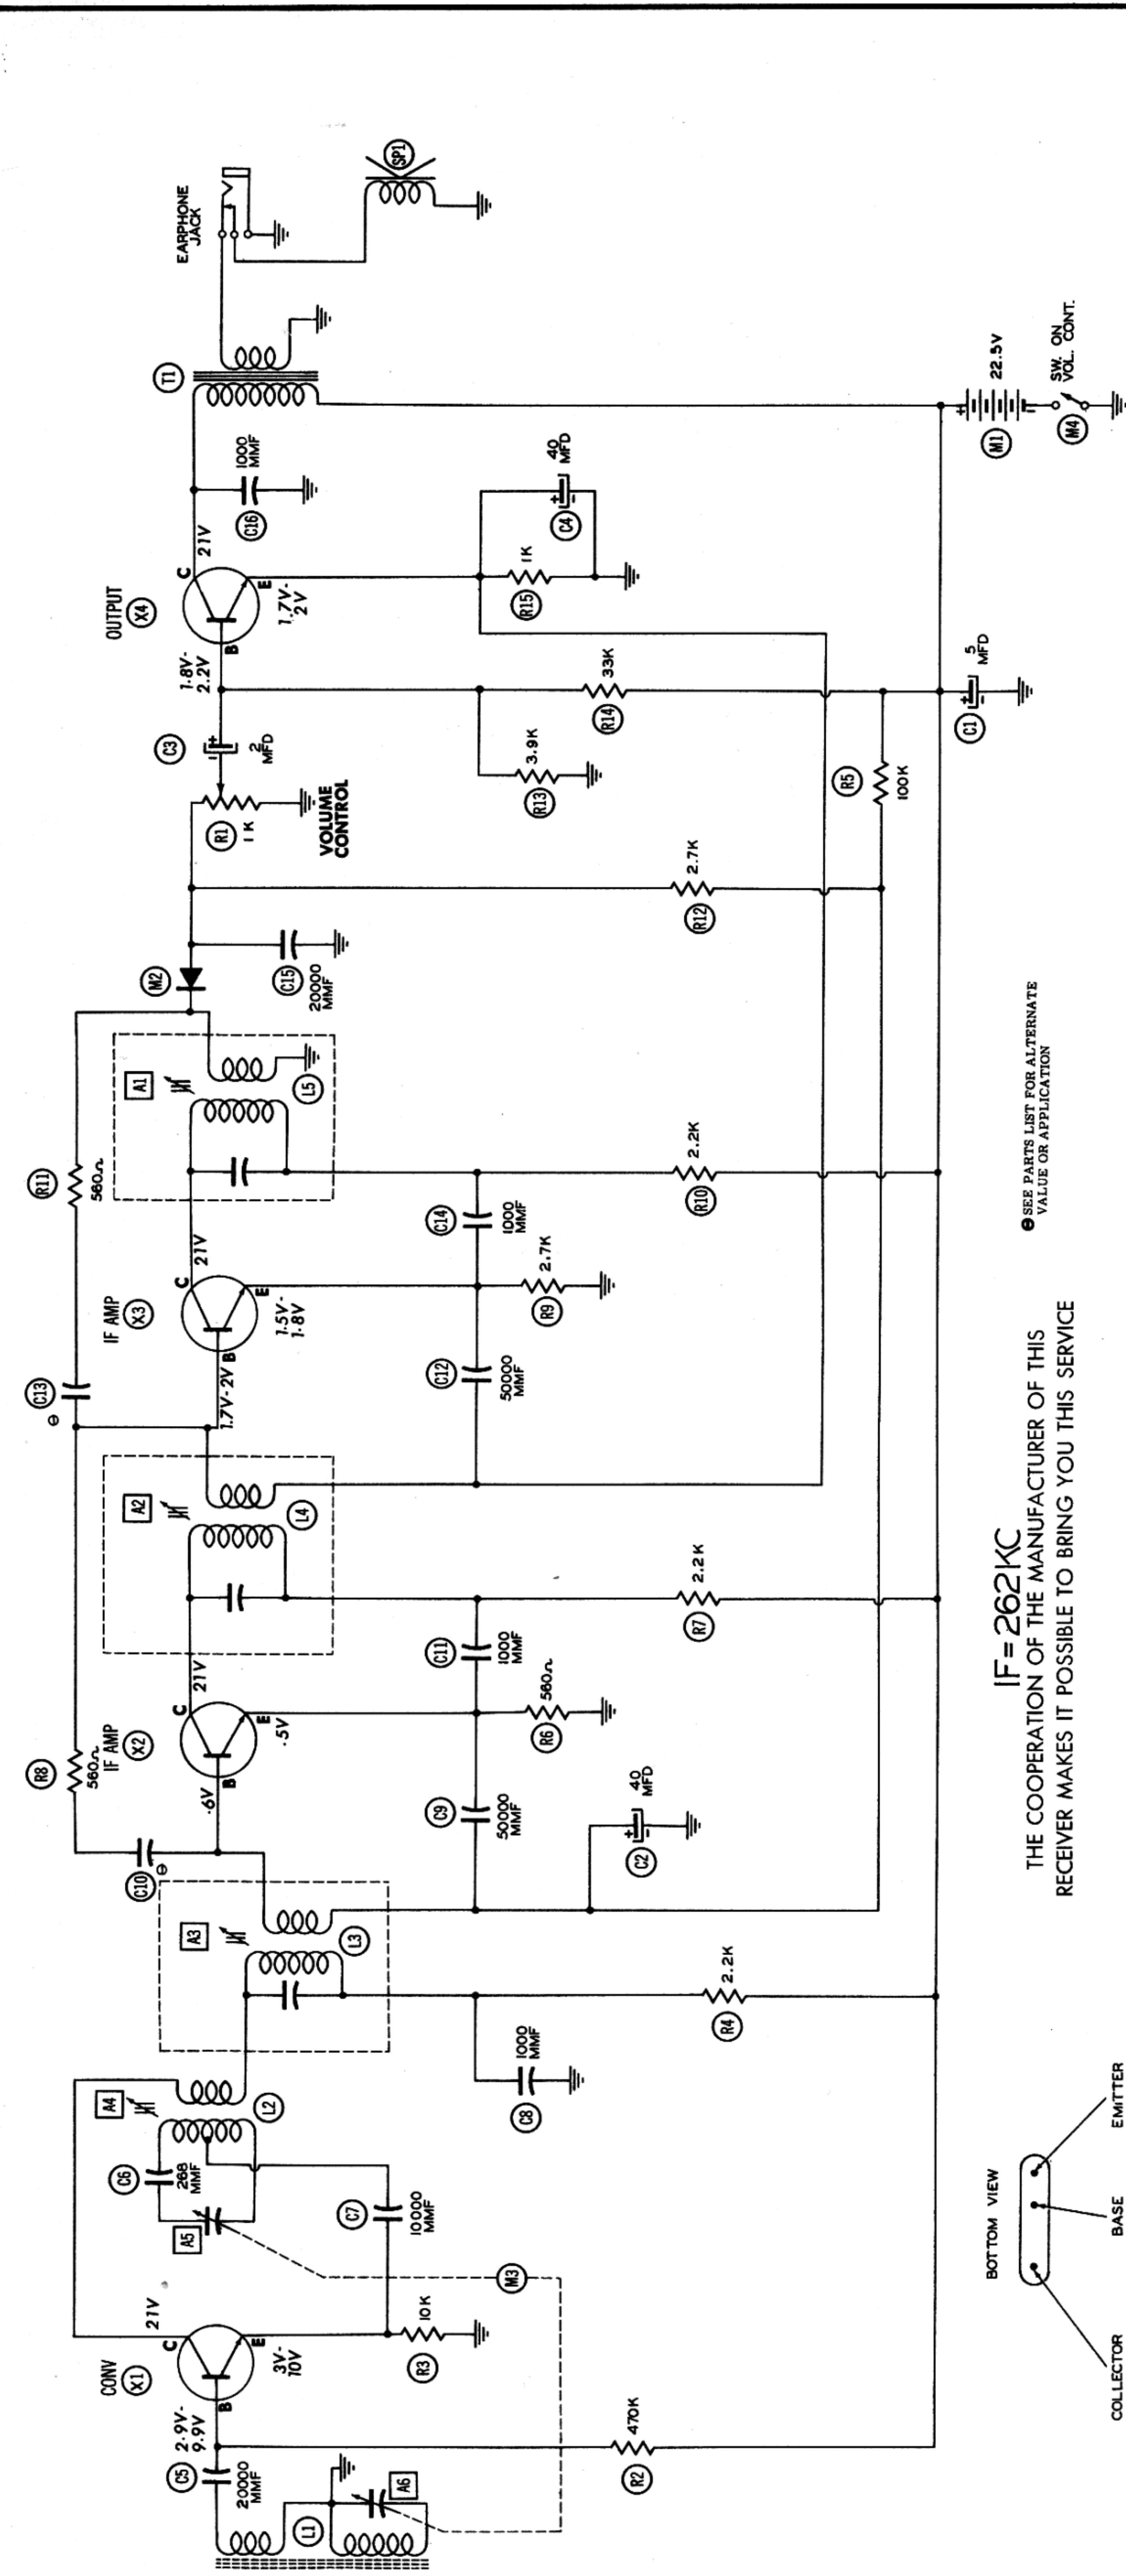 CONV
X1
2.9V-
9.9V
C5
20000
MMF
L1
A6
B
C
E
21V
3V-
10V
R3
10K
R2
470K
M3
A5
C6
268
MMF
A4
L2
C7
10000
MMF
A3
L3
C8
1000
MMF
R4
2.2K
C10
⊖
R8
560Ω
IF AMP
X2
.6V
B
C
E
21V
.5V
C9
50000
MMF
C2
40
MFD
R6
560Ω
C11
1000
MMF
R7
2.2K
A2
L4
C13
⊖
IF AMP
X3
1.7V-2V
B
C
E
21V
1.5V-
1.8V
C12
50000
MMF
R9
2.7K
C14
1000
MMF
R10
2.2K
R11
560Ω
A1
L5
M2
C15
20000
MMF
R12
2.7K
R1
1K
VOLUME
CONTROL
C3
2
MFD
R13
3.9K
R14
33K
R5
100K
C1
5
MFD
OUTPUT
X4
1.8V-
2.2V
B
C
E
21V
1.7V-
2V
R15
1K
C4
40
MFD
C16
1000
MMF
T1
EARPHONE
JACK
SP1
M1
22.5V
M4
SW. ON
VOL. CONT.
BOTTOM VIEW
COLLECTOR
BASE
EMITTER
IF=262KC
THE COOPERATION OF THE MANUFACTURER OF THIS
RECEIVER MAKES IT POSSIBLE TO BRING YOU THIS SERVICE
⊖ SEE PARTS LIST FOR ALTERNATE
VALUE OR APPLICATION